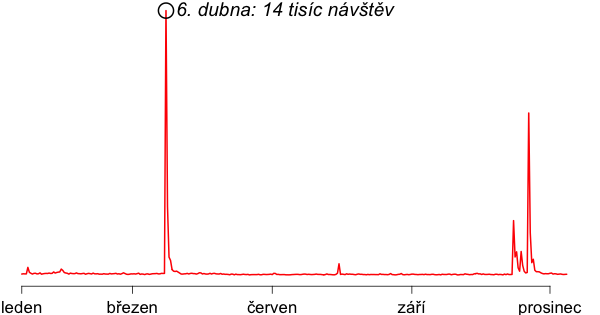 6. dubna: 14 tisíc návštěv
leden
březen
červen
září
prosinec